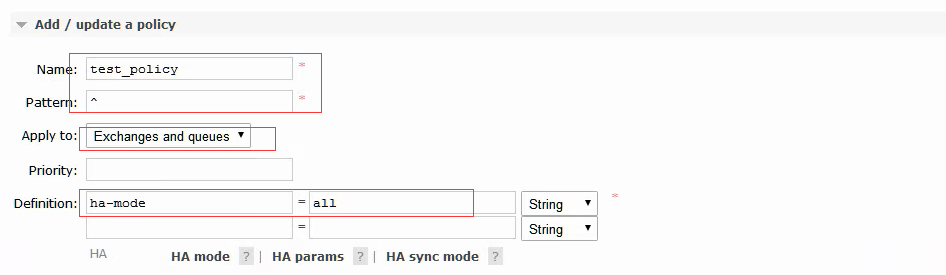 Add / update a policy
Name: test_policy *
Pattern: ^ *
Apply to: Exchanges and queues
Priority:
Definition: ha-mode = all String *
= String
HA HA mode ? | HA params ? | HA sync mode ?